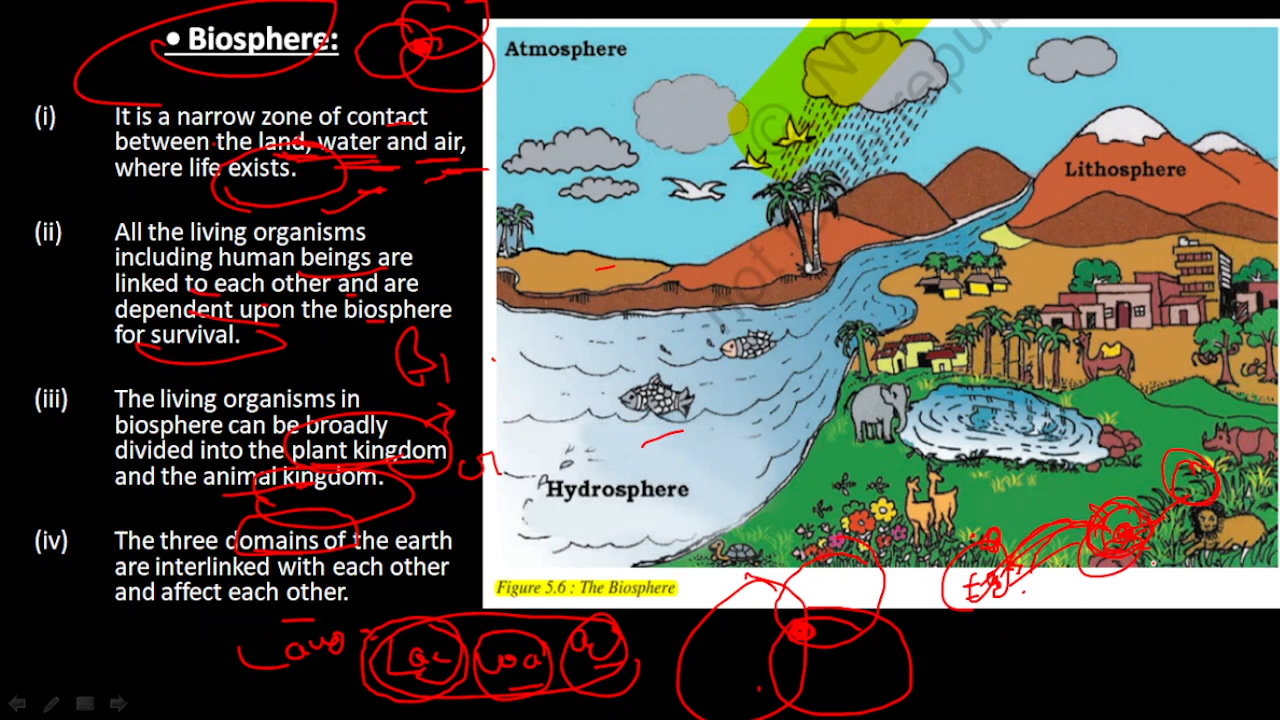 • Biosphere:
(i) It is a narrow zone of contact
between the land, water and air,
where life exists.
(ii) All the living organisms
including human beings are
linked to each other and are
dependent upon the biosphere
for survival.
(iii) The living organisms in
biosphere can be broadly
divided into the plant kingdom
and the animal kingdom.
(iv) The three domains of the earth
are interlinked with each other
and affect each other.
Atmosphere
Lithosphere
Hydrosphere
Figure 5.6 : The Biosphere